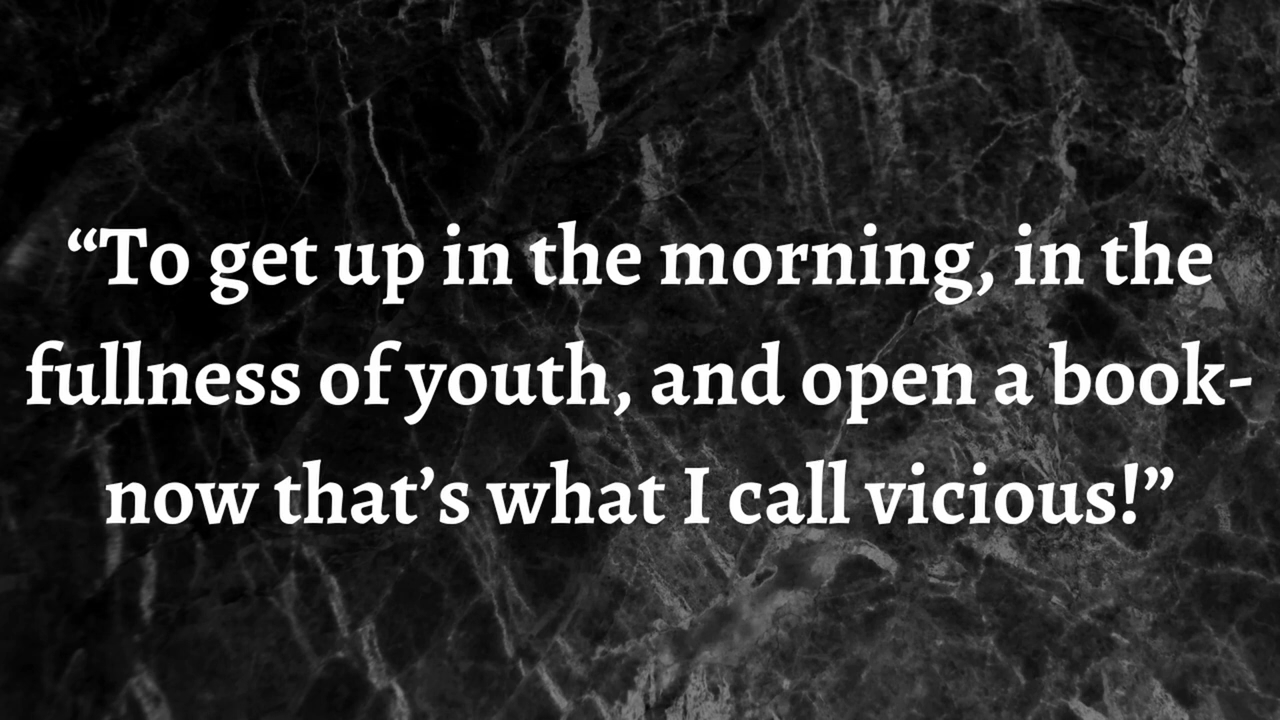 “To get up in the morning, in the
fullness of youth, and open a book-
now that’s what I call vicious!”